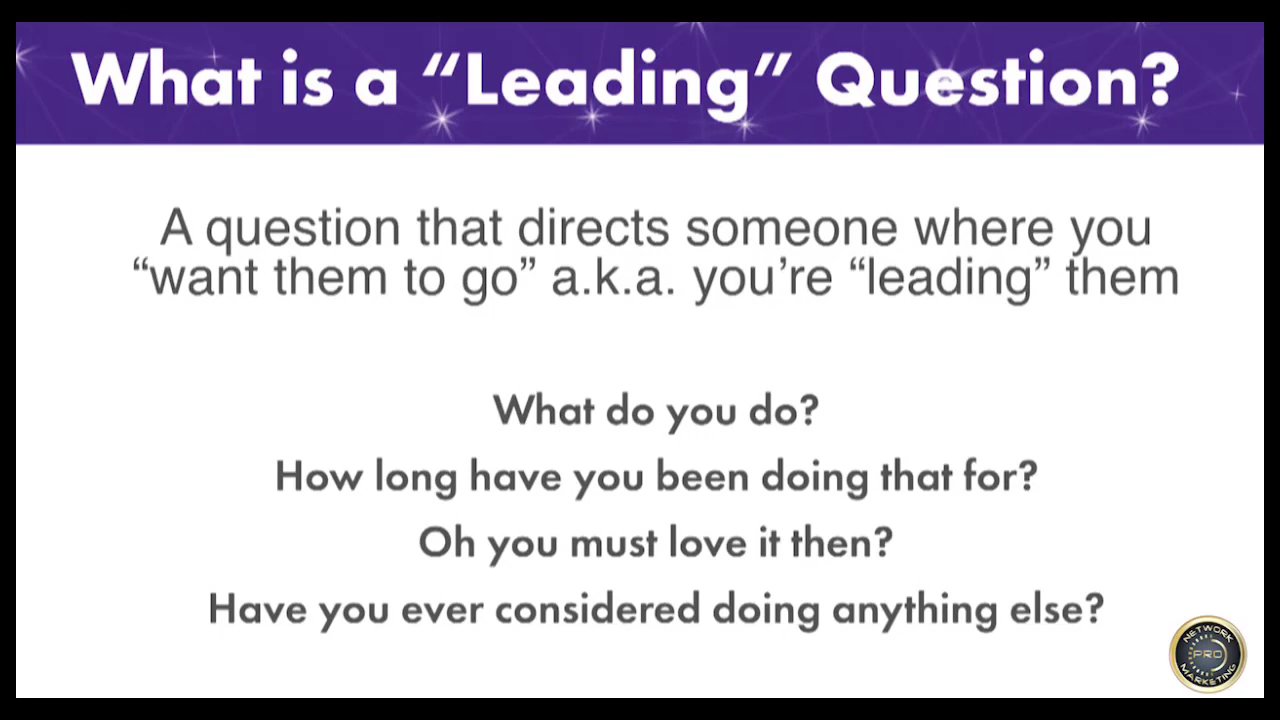 What is a “Leading” Question?
A question that directs someone where you
“want them to go” a.k.a. you’re “leading” them
What do you do?
How long have you been doing that for?
Oh you must love it then?
Have you ever considered doing anything else?
NETWORK
PRO
MARKETING